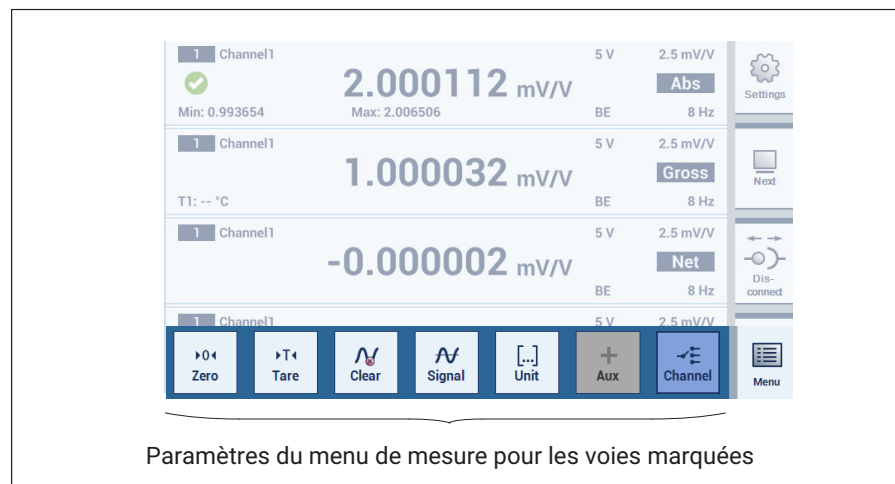 1 Channel1 5 V 2.5 mV/V
2.000112 mV/V Abs
Min: 0.993654 Max: 2.006506 BE 8 Hz
Settings
1 Channel1 5 V 2.5 mV/V
1.000032 mV/V Gross
T1: -- °C BE 8 Hz
Next
1 Channel1 5 V 2.5 mV/V
-0.000002 mV/V Net
BE 8 Hz
Dis-
connect
1 Channel1 5 V 2.5 mV/V
▸0◂ ▸T◂ [...]
Zero Tare Clear Signal Unit Aux Channel Menu
Paramètres du menu de mesure pour les voies marquées